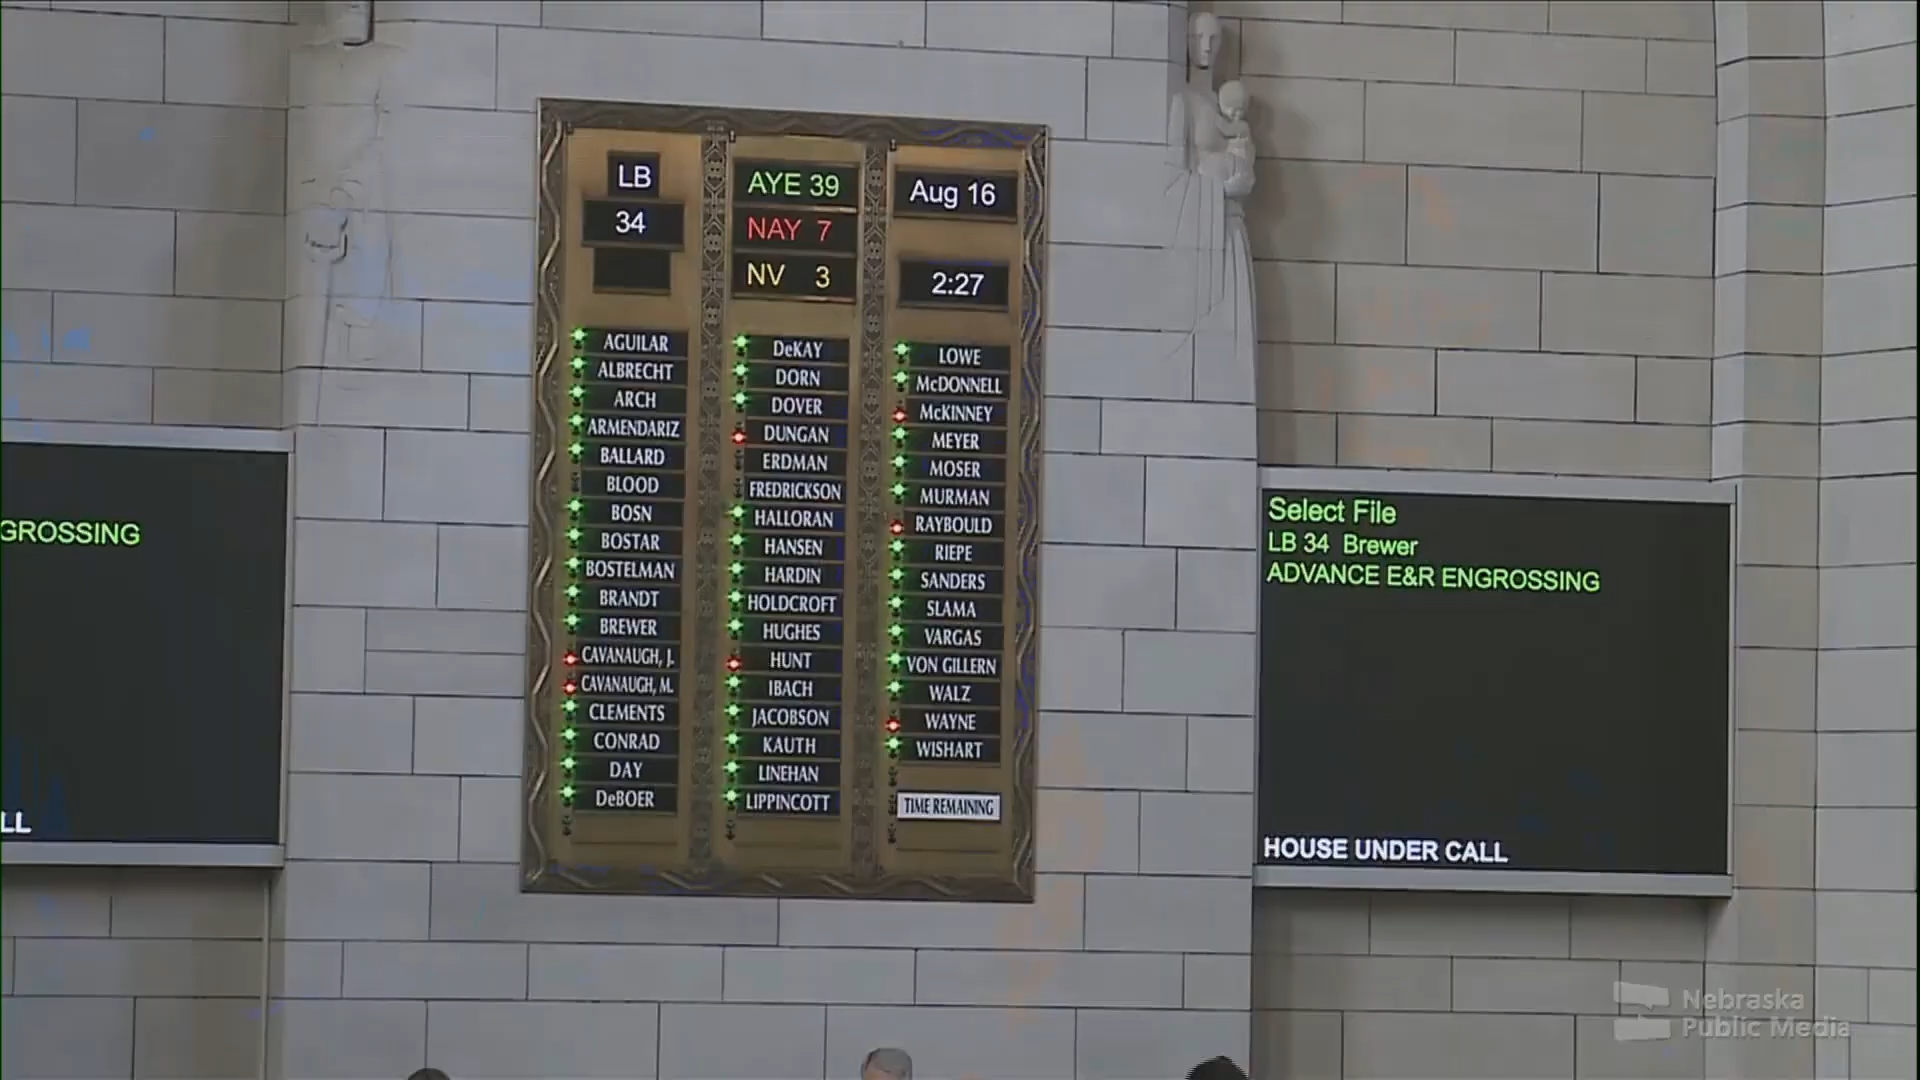 GROSSING
LL
LB
34
AYE 39
NAY 7
NV 3
Aug 16
2:27
AGUILAR
ALBRECHT
ARCH
ARMENDARIZ
BALLARD
BLOOD
BOSN
BOSTAR
BOSTELMAN
BRANDT
BREWER
CAVANAUGH, J.
CAVANAUGH, M.
CLEMENTS
CONRAD
DAY
DeBOER
DeKAY
DORN
DOVER
DUNGAN
ERDMAN
FREDRICKSON
HALLORAN
HANSEN
HARDIN
HOLDCROFT
HUGHES
HUNT
IBACH
JACOBSON
KAUTH
LINEHAN
LIPPINCOTT
LOWE
McDONNELL
McKINNEY
MEYER
MOSER
MURMAN
RAYBOULD
RIEPE
SANDERS
SLAMA
VARGAS
VON GILLERN
WALZ
WAYNE
WISHART
TIME REMAINING
Select File
LB 34 Brewer
ADVANCE E&R ENGROSSING
HOUSE UNDER CALL
Nebraska
Public Media